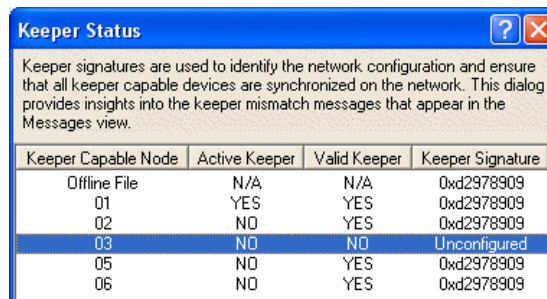 Keeper Status
Keeper signatures are used to identify the network configuration and ensure
that all keeper capable devices are synchronized on the network. This dialog
provides insights into the keeper mismatch messages that appear in the
Messages view.
Keeper Capable Node Active Keeper Valid Keeper Keeper Signature
Offline File N/A N/A 0xd2978909
01 YES YES 0xd2978909
02 NO YES 0xd2978909
03 NO NO Unconfigured
05 NO YES 0xd2978909
06 NO YES 0xd2978909